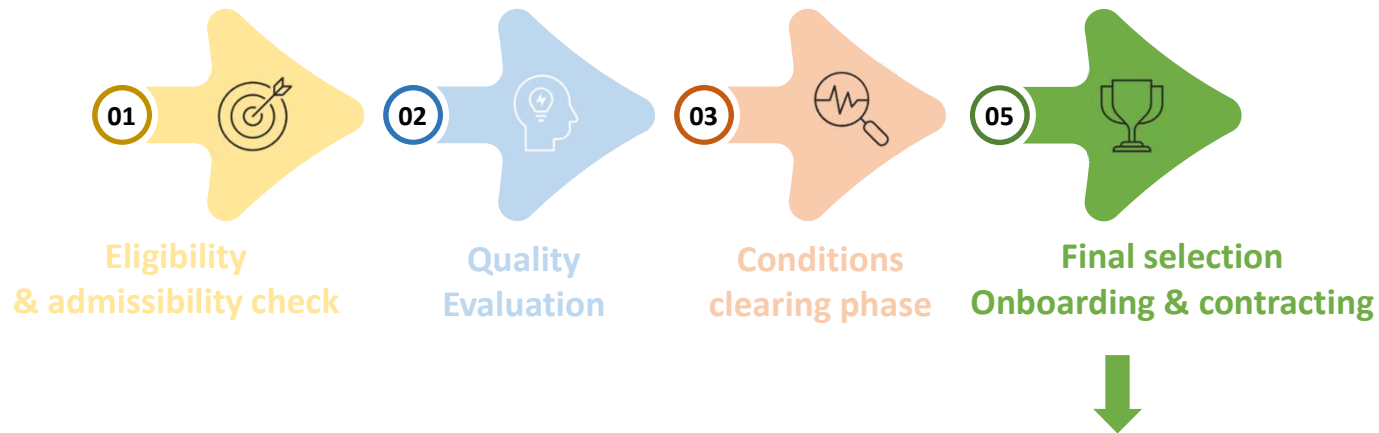 01
02
03
05
Eligibility
& admissibility check
Quality
Evaluation
Conditions
clearing phase
Final selection
Onboarding & contracting